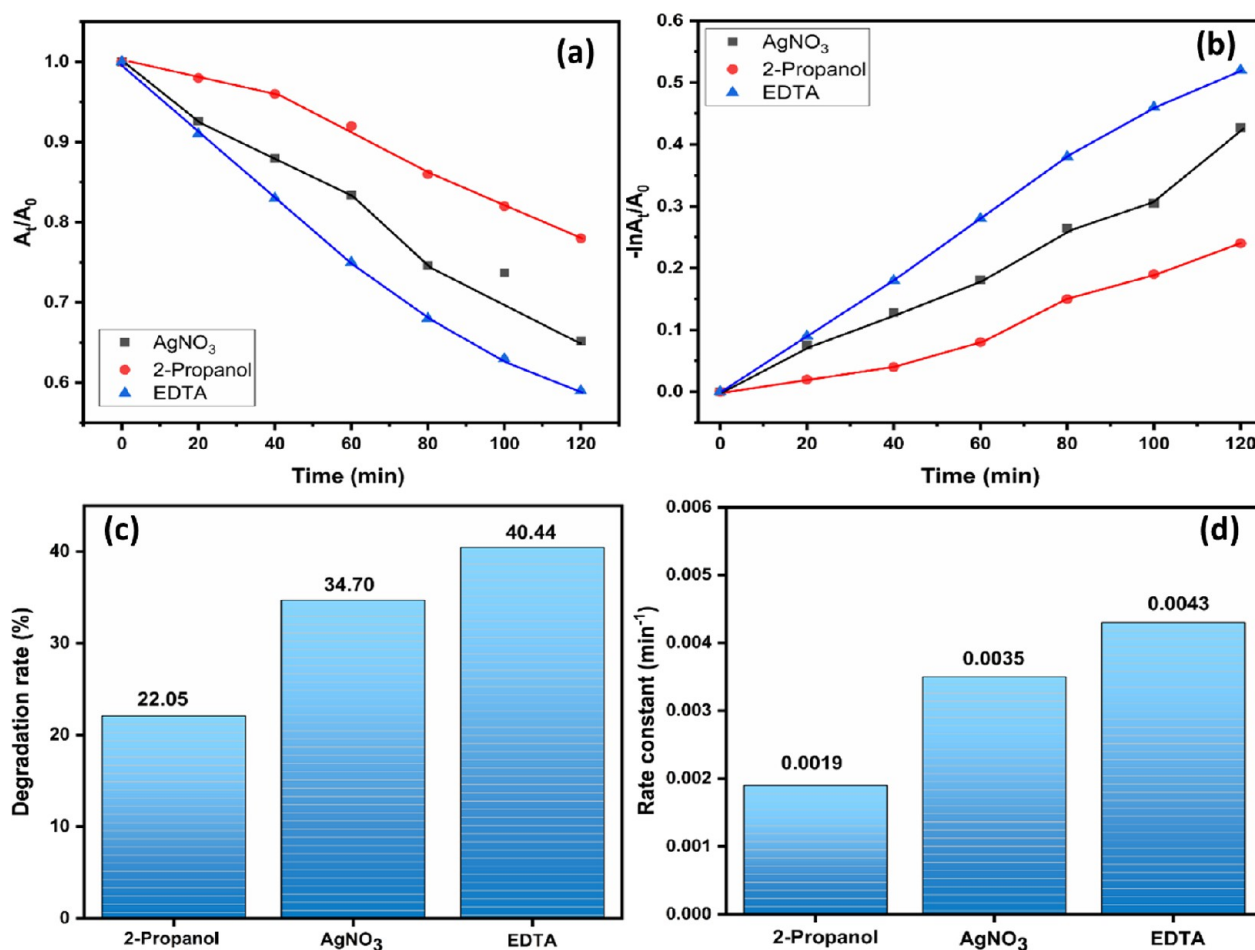 (a)
AgNO₃
2-Propanol
EDTA
Aₜ/A₀
1.0
0.9
0.8
0.7
0.6
0 20 40 60 80 100 120
Time (min)
(b)
AgNO₃
2-Propanol
EDTA
-lnAₜ/A₀
-0.6
0.5
0.4
0.3
0.2
0.1
0.0
0 20 40 60 80 100 120
Time (min)
(c)
Degradation rate (%)
40
30
20
10
0
22.05
34.70
40.44
2-Propanol AgNO₃ EDTA
(d)
Rate constant (min⁻¹)
0.006
0.005
0.004
0.003
0.002
0.001
0.000
0.0019
0.0035
0.0043
2-Propanol AgNO₃ EDTA